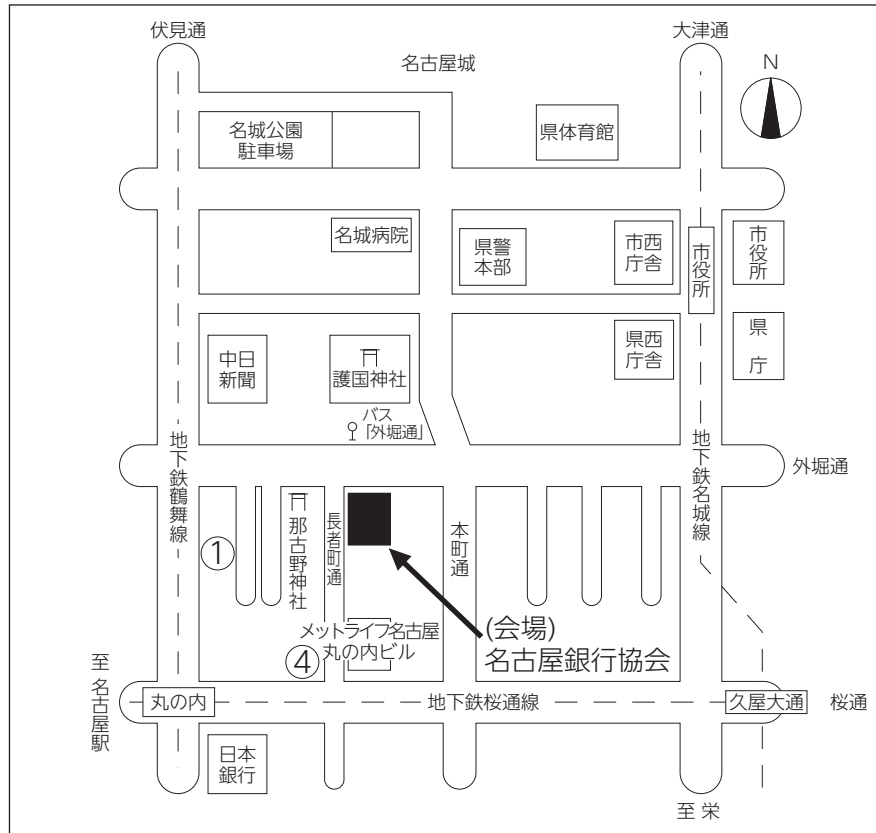 伏見通
大津通
名古屋城
N
名城公園
駐車場
県体育館
名城病院
県警
本部
市西
庁舎
市役所
市役所
中日
新聞
護国神社
県西
庁舎
県
庁
バス
「外堀通」
地下鉄鶴舞線
地下鉄名城線
外堀通
①
那古野神社
長者町通
本町通
(会場)
名古屋銀行協会
メットライフ名古屋
丸の内ビル
④
至 名古屋駅
丸の内
地下鉄桜通線
久屋大通
桜通
日本
銀行
至 栄